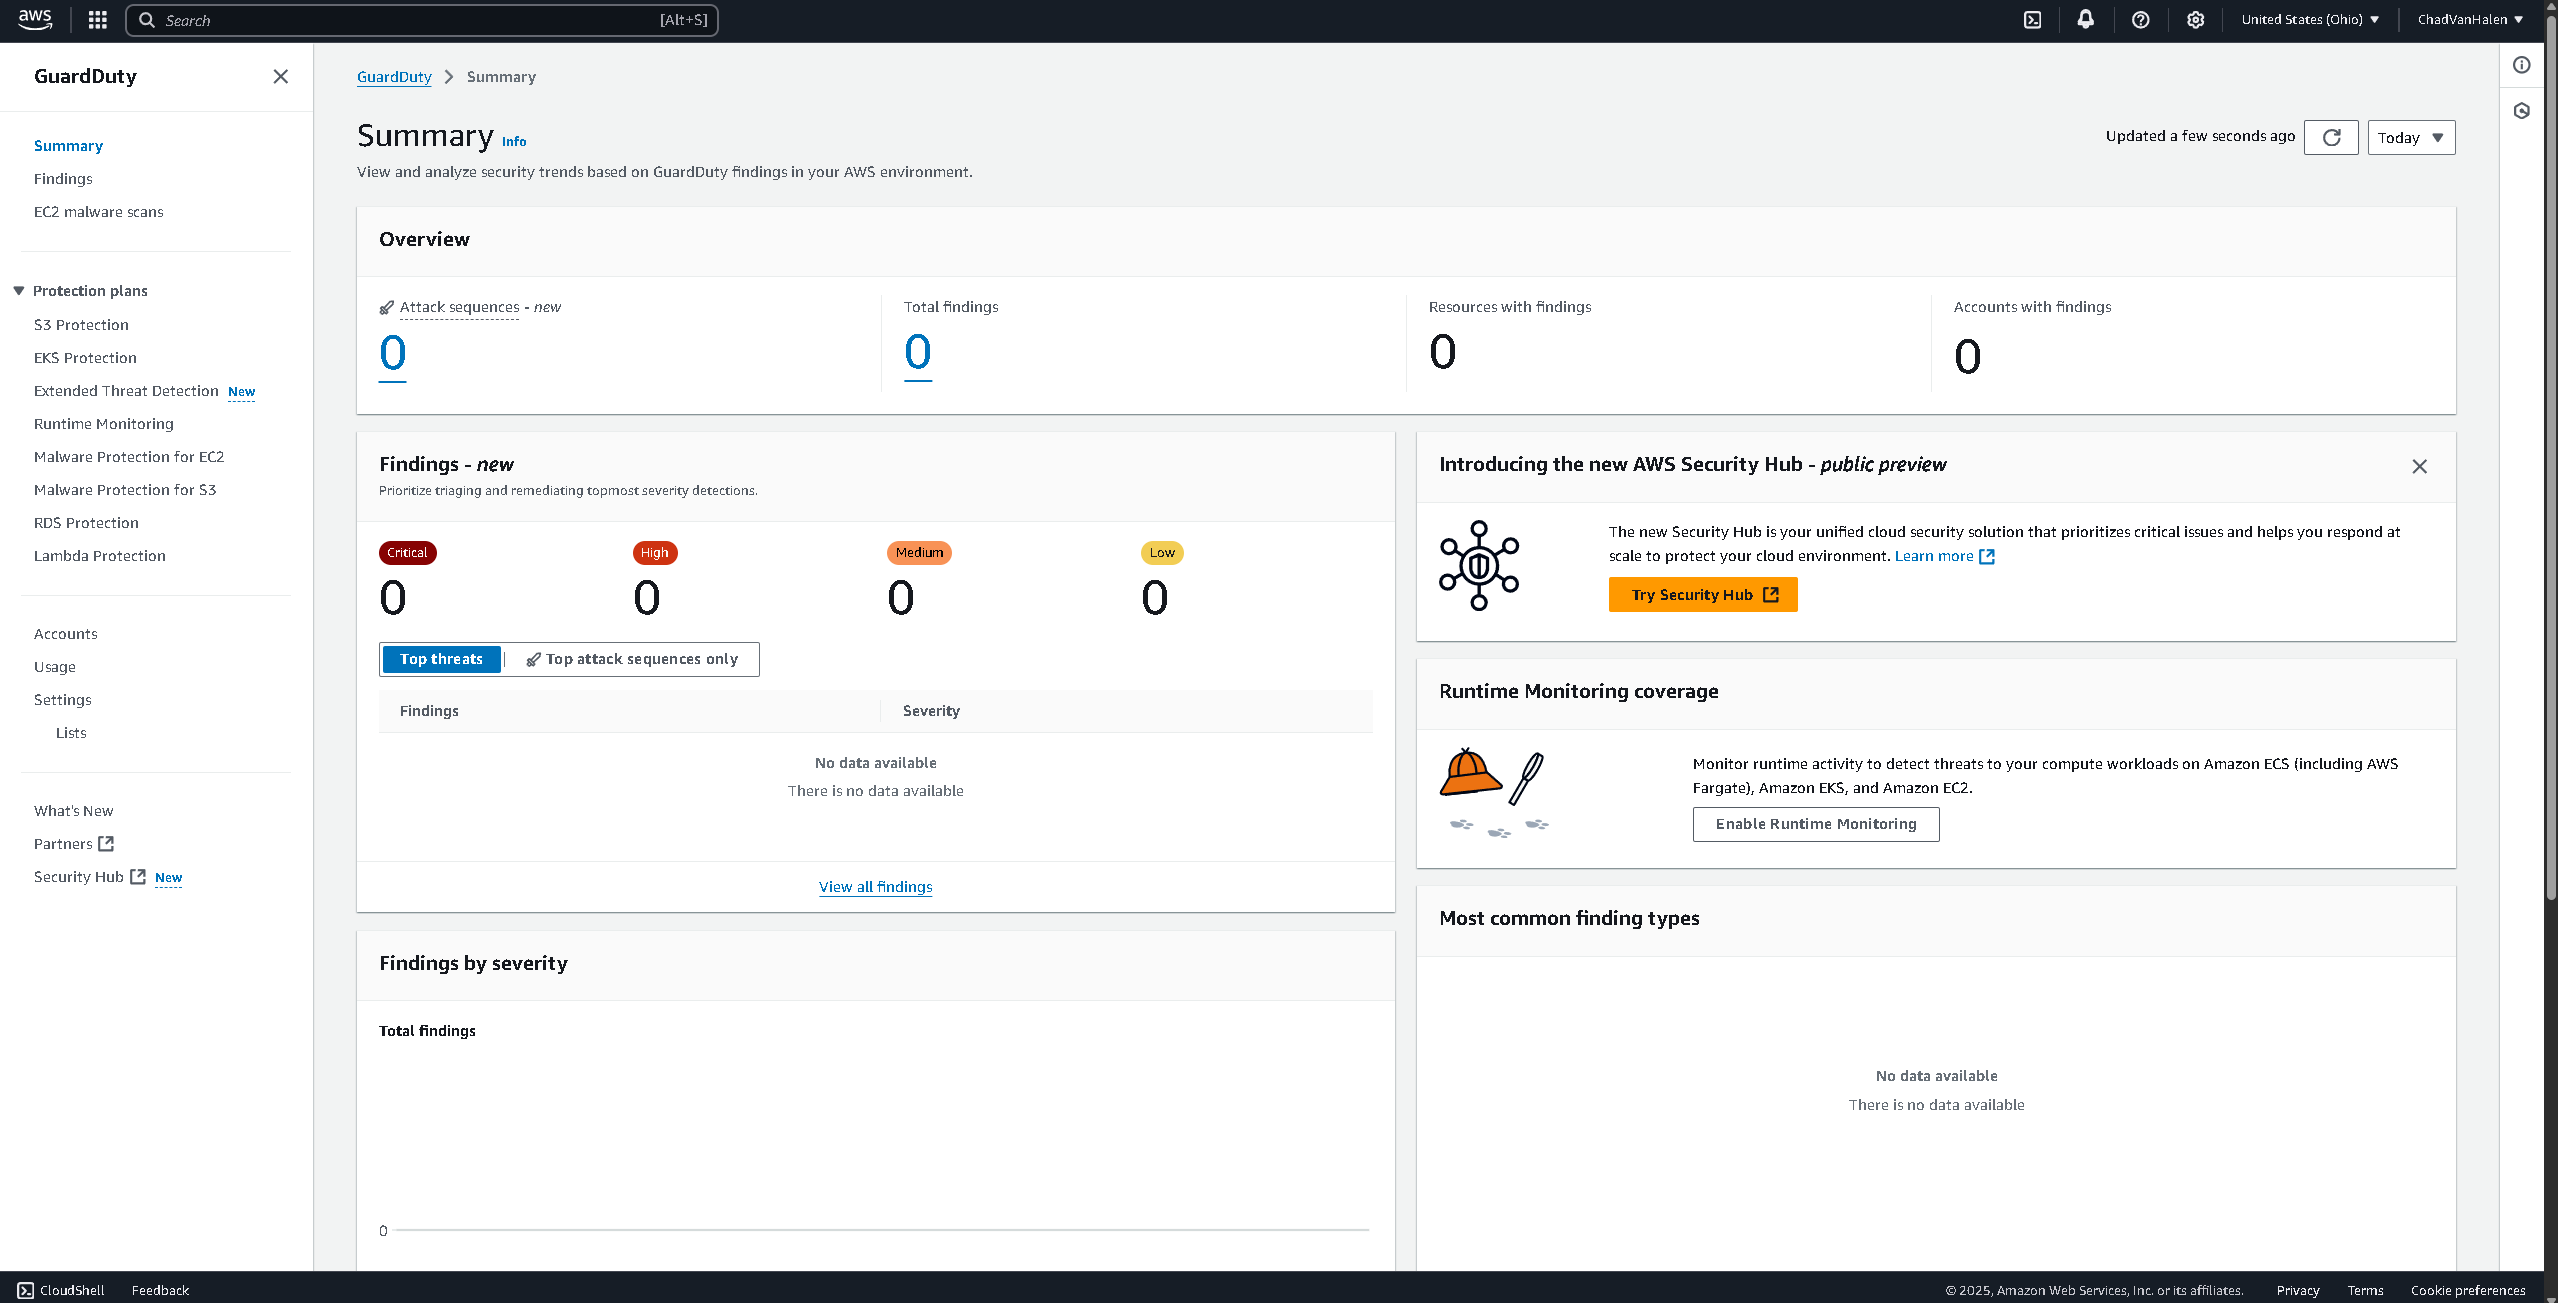 aws
Search
[Alt+S]
United States (Ohio)
ChadVanHalen
GuardDuty
Summary
Findings
EC2 malware scans
Protection plans
S3 Protection
EKS Protection
Extended Threat Detection New
Runtime Monitoring
Malware Protection for EC2
Malware Protection for S3
RDS Protection
Lambda Protection
Accounts
Usage
Settings
Lists
What's New
Partners
Security Hub New
GuardDuty > Summary
Summary Info
View and analyze security trends based on GuardDuty findings in your AWS environment.
Updated a few seconds ago
Today
Overview
Attack sequences - new
0
Total findings
0
Resources with findings
0
Accounts with findings
0
Findings - new
Prioritize triaging and remediating topmost severity detections.
Critical
0
High
0
Medium
0
Low
0
Top threats
Top attack sequences only
Findings
Severity
No data available
There is no data available
View all findings
Findings by severity
Total findings
0
Introducing the new AWS Security Hub - public preview
The new Security Hub is your unified cloud security solution that prioritizes critical issues and helps you respond at
scale to protect your cloud environment. Learn more
Try Security Hub
Runtime Monitoring coverage
Monitor runtime activity to detect threats to your compute workloads on Amazon ECS (including AWS
Fargate), Amazon EKS, and Amazon EC2.
Enable Runtime Monitoring
Most common finding types
No data available
There is no data available
CloudShell
Feedback
© 2025, Amazon Web Services, Inc. or its affiliates.
Privacy
Terms
Cookie preferences